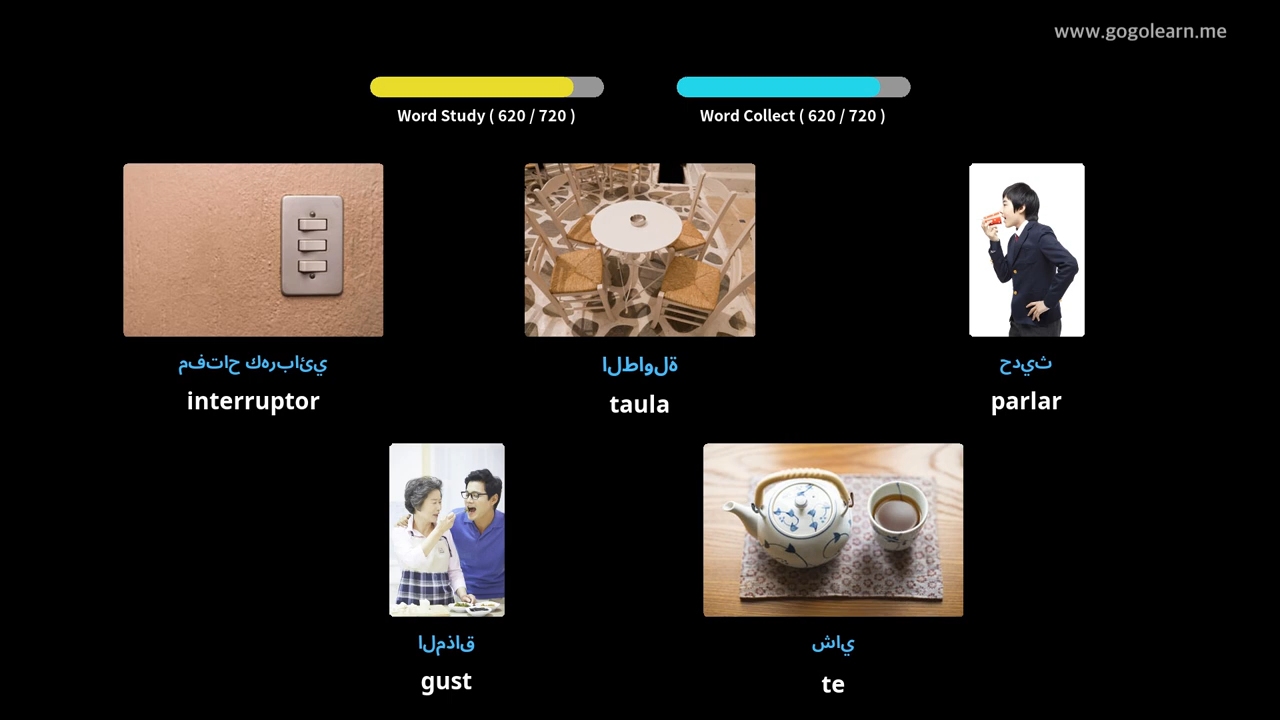 www.gogolearn.me
Word Study ( 620 / 720 )
Word Collect ( 620 / 720 )
مفتاح كهربائي
interruptor
الطاولة
taula
حديث
parlar
المذاق
gust
شاي
te